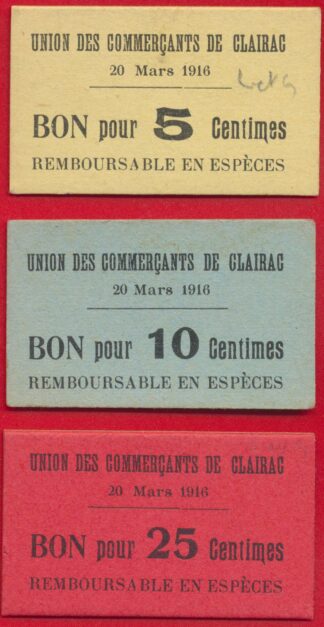 UNION DES COMMERÇANTS DE CLAIRAC
20 Mars 1916
BON pour 5 Centimes
REMBOURSABLE EN ESPÈCES
UNION DES COMMERÇANTS DE CLAIRAC
20 Mars 1916
BON pour 10 Centimes
REMBOURSABLE EN ESPÈCES
UNION DES COMMERÇANTS DE CLAIRAC
20 Mars 1916
BON pour 25 Centimes
REMBOURSABLE EN ESPÈCES